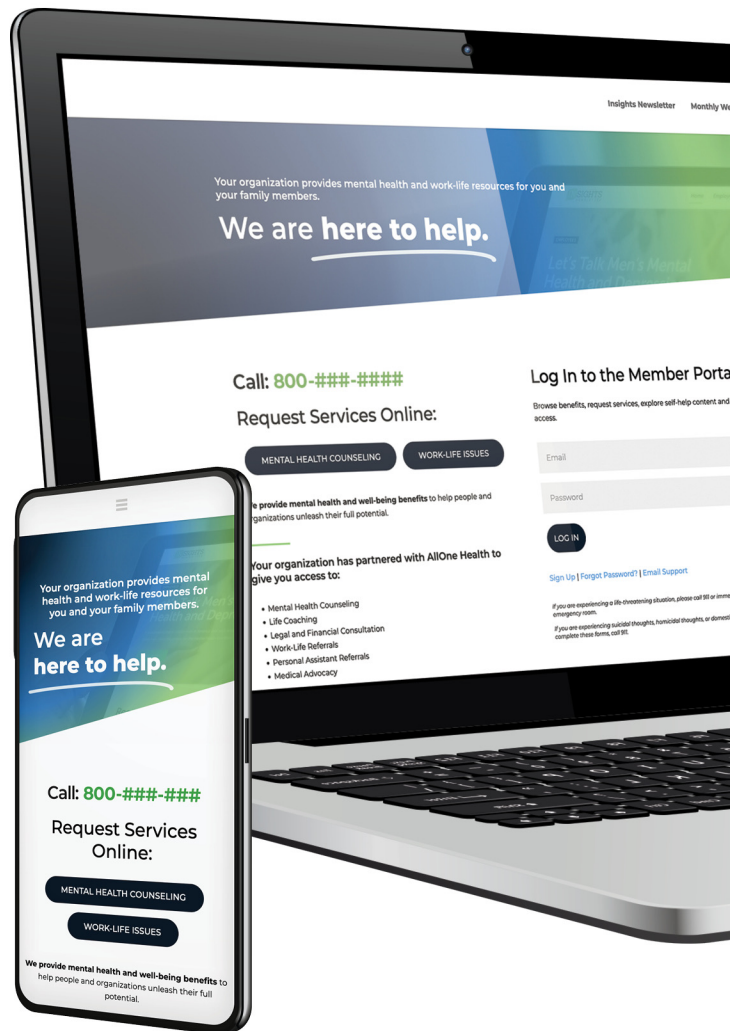 Insights Newsletter Monthly
Your organization provides mental health and work-life resources for you and
your family members.
We are here to help.
Let's Talk Men's Mental
Health and
Call: 800-###-####
Request Services Online:
MENTAL HEALTH COUNSELING WORK-LIFE ISSUES
provide mental health and well-being benefits to help people and
organizations unleash their full potential.
Your organization has partnered with AllOne Health to
give you access to:
• Mental Health Counseling
• Life Coaching
• Legal and Financial Consultation
• Work-Life Referrals
• Personal Assistant Referrals
• Medical Advocacy
Log In to the Member
Browse benefits, request services, explore self-help content and
access.
Email
Password
LOG IN
Sign Up | Forgot Password? | Email Support
If you are experiencing a life-threatening situation, please call 911 or
emergency room.
If you are experiencing suicidal thoughts, homicidal thoughts, or
complete these forms, call 911.
Your organization provides mental
health and work-life resources for
you and your family members.
We are
here to help.
Call: 800-###-###
Request Services
Online:
MENTAL HEALTH COUNSELING
WORK-LIFE ISSUES
We provide mental health and well-being benefits to
help people and organizations unleash their full
potential.